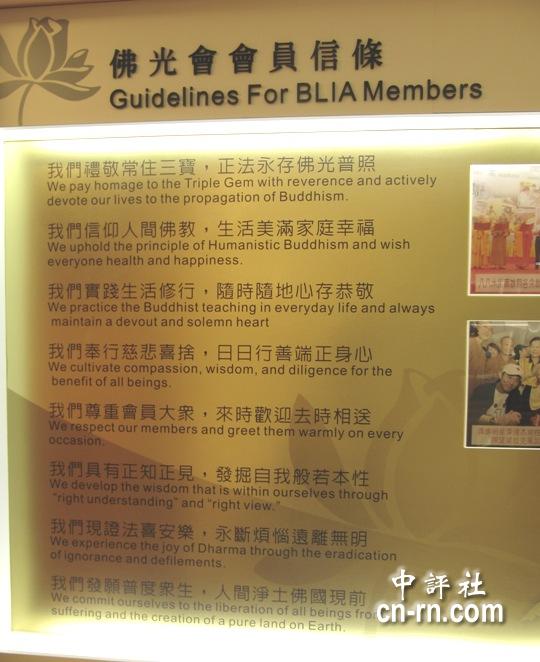 佛光會會員信條
Guidelines For BLIA Members
我們禮敬常住三寶，正法永存佛光普照
We pay homage to the Triple Gem with reverence and actively
devote our lives to the propagation of Buddhism.
我們信仰人間佛教，生活美滿家庭幸福
We uphold the principle of Humanistic Buddhism and wish
everyone health and happiness.
我們實踐生活修行，隨時隨地心存恭敬
We practice the Buddhist teaching in everyday life and always
maintain a devout and solemn heart
我們奉行慈悲喜捨，日日行善端正身心
We cultivate compassion, wisdom, and diligence for the
benefit of all beings.
我們尊重會員大衆，來時歡迎去時相送
We respect our members and greet them warmly on every
occasion.
我們具有正知正見，發掘自我般若本性
We develop the wisdom that is within ourselves through
“right understanding” and “right view.”
我們現證法喜安樂，永斷煩惱遠離無明
We experience the joy of Dharma through the eradication
of ignorance and defilements.
我們發願普度衆生，人間淨土佛國現前
We commit ourselves to the liberation of all beings from
suffering and the creation of a pure land on Earth.
中評社
cn-rn.com